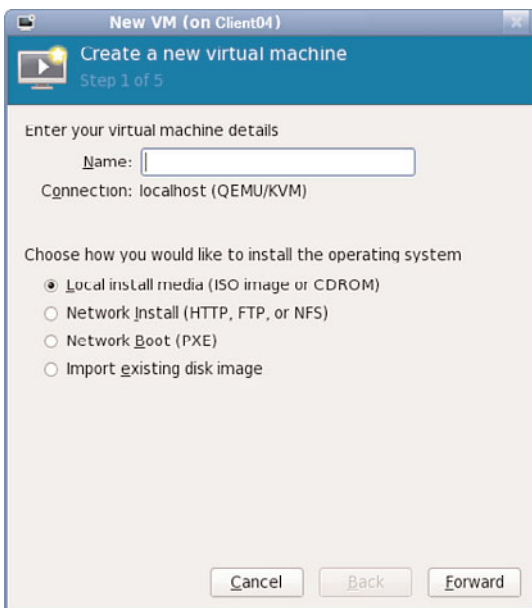 New VM (on Client04)
Create a new virtual machine
Step 1 of 5
Enter your virtual machine details
Name:
Connection: localhost (QEMU/KVM)
Choose how you would like to install the operating system
Local install media (ISO image or CDROM)
Network Install (HTTP, FTP, or NFS)
Network Boot (PXE)
Import existing disk image
Cancel Back Forward